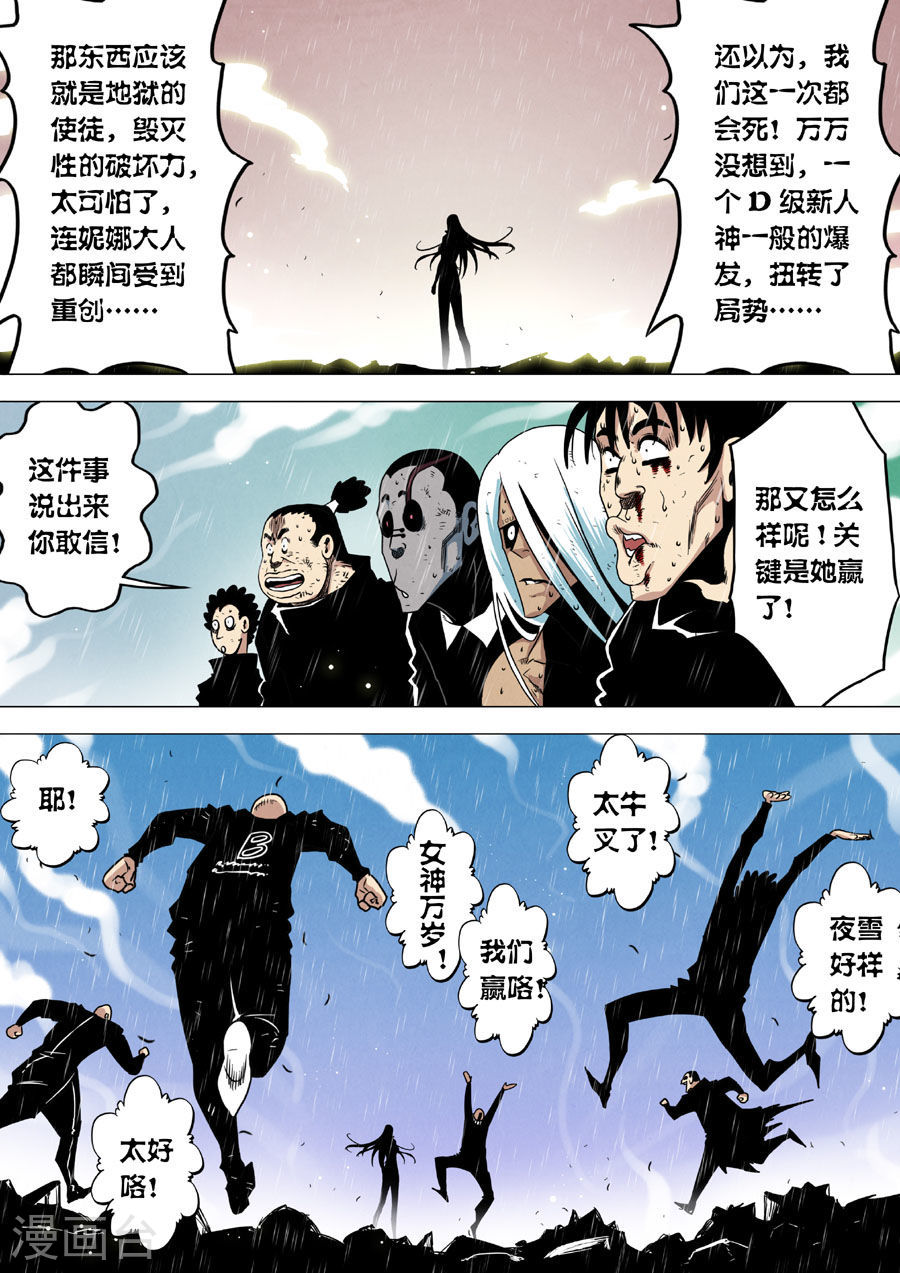 那东西应该
就是地狱的
使徒，毁灭
性的破坏力，
太可怕了，
连妮娜大人
都瞬间受到
重创……
还以为，我
们这一次都
会死！万万
没想到，一
个D级新人
神一般的爆
发，扭转了
局势……
这件事
说出来
你敢信！
那又怎么
样呢！关
键是她赢
了！
耶！
B
女神万岁！
我们
赢咯！
太牛
叉了！
夜雪
好样
的！
太好
咯！
漫画台